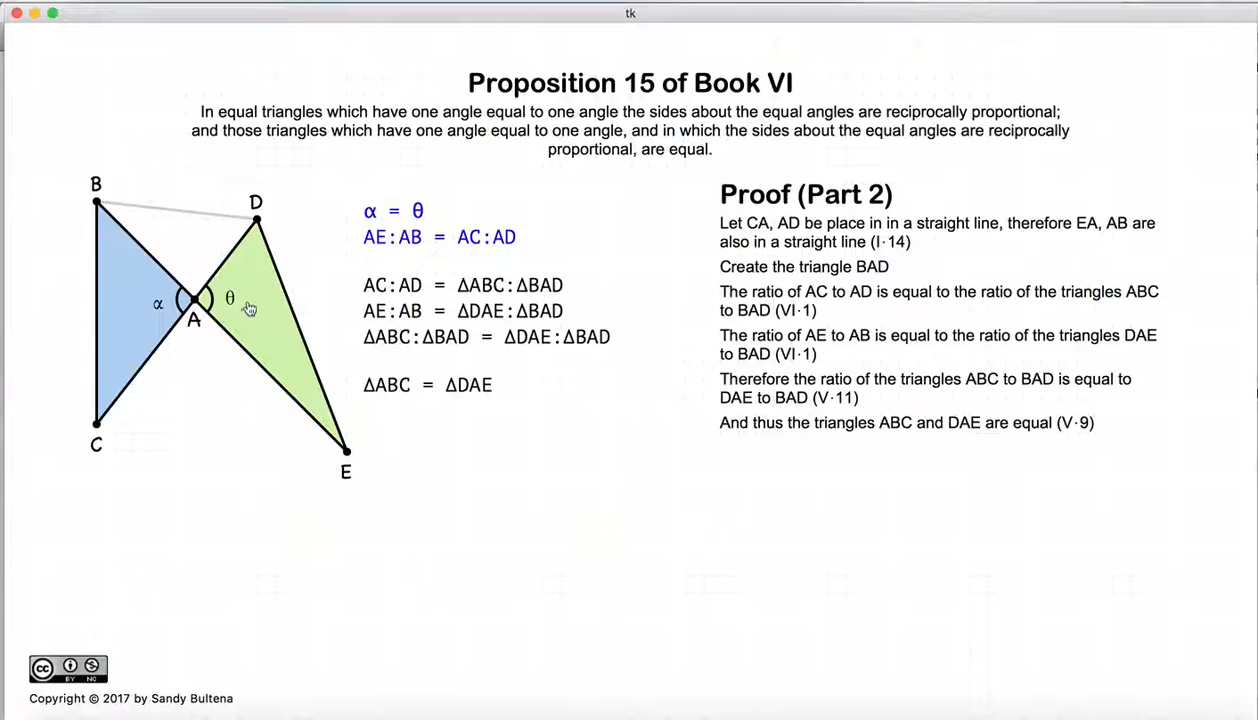 tk
Proposition 15 of Book VI
In equal triangles which have one angle equal to one angle the sides about the equal angles are reciprocally proportional;
and those triangles which have one angle equal to one angle, and in which the sides about the equal angles are reciprocally
proportional, are equal.
B
D
α
θ
A
C
E
α = θ
AE:AB = AC:AD
AC:AD = ΔABC:ΔBAD
AE:AB = ΔDAE:ΔBAD
ΔABC:ΔBAD = ΔDAE:ΔBAD
ΔABC = ΔDAE
Proof (Part 2)
Let CA, AD be place in in a straight line, therefore EA, AB are
also in a straight line (I·14)
Create the triangle BAD
The ratio of AC to AD is equal to the ratio of the triangles ABC
to BAD (VI·1)
The ratio of AE to AB is equal to the ratio of the triangles DAE
to BAD (VI·1)
Therefore the ratio of the triangles ABC to BAD is equal to
DAE to BAD (V·11)
And thus the triangles ABC and DAE are equal (V·9)
cc
BY NC
Copyright © 2017 by Sandy Bultena